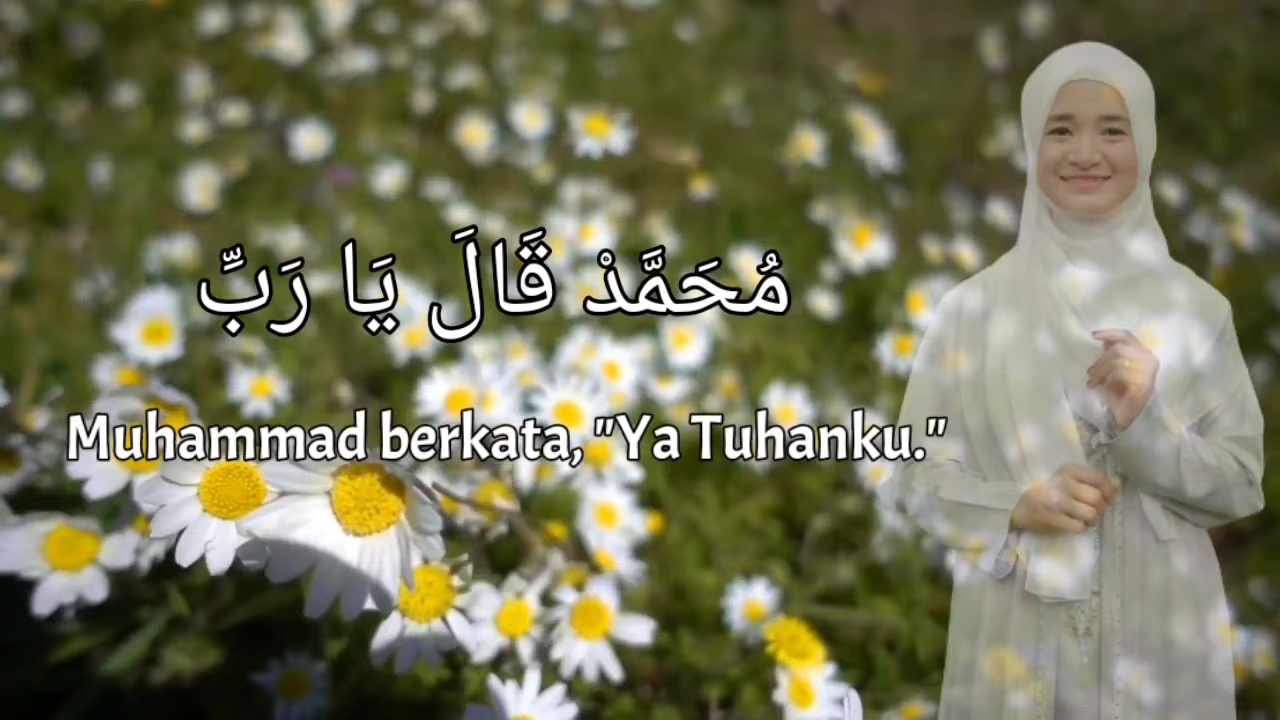 مُحَمَّدْ قَالَ يَا رَبِّ
Muhammad berkata, "Ya Tuhanku."